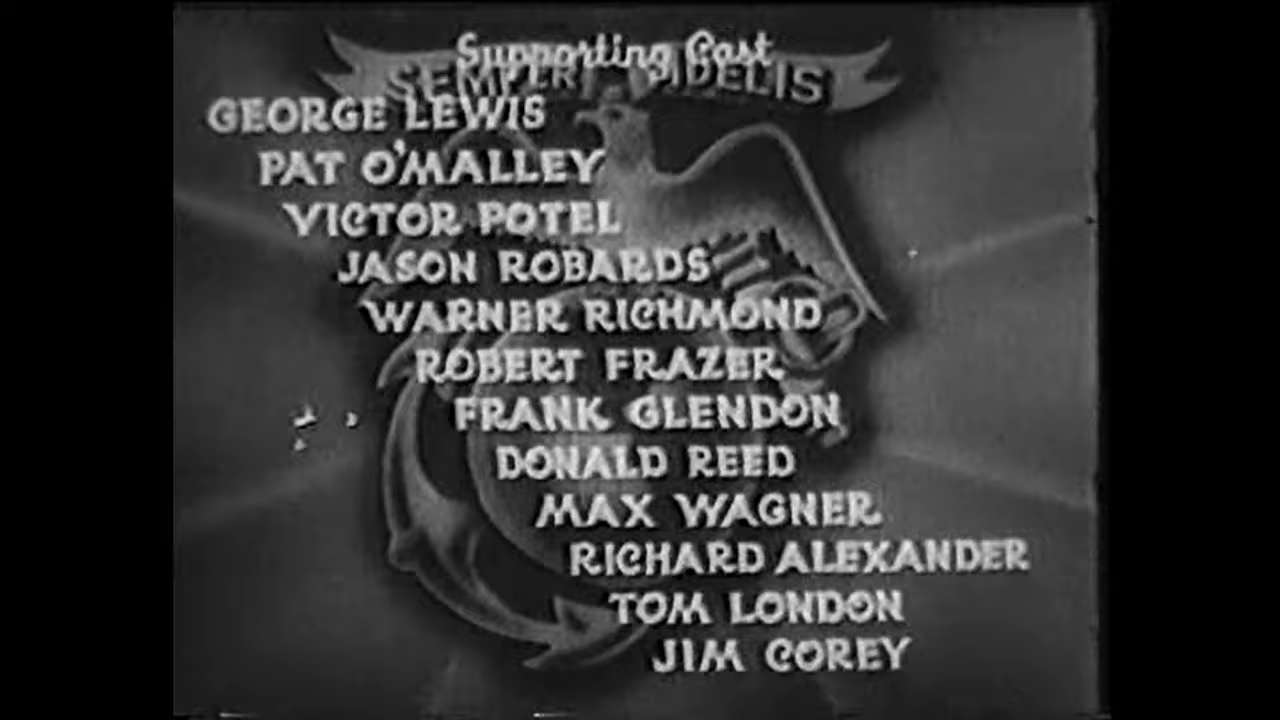 Supporting Cast
SEMPER FIDELIS
GEORGE LEWIS
PAT O'MALLEY
VICTOR POTEL
JASON ROBARDS
WARNER RICHMOND
ROBERT FRAZER
FRANK GLENDON
DONALD REED
MAX WAGNER
RICHARD ALEXANDER
TOM LONDON
JIM COREY